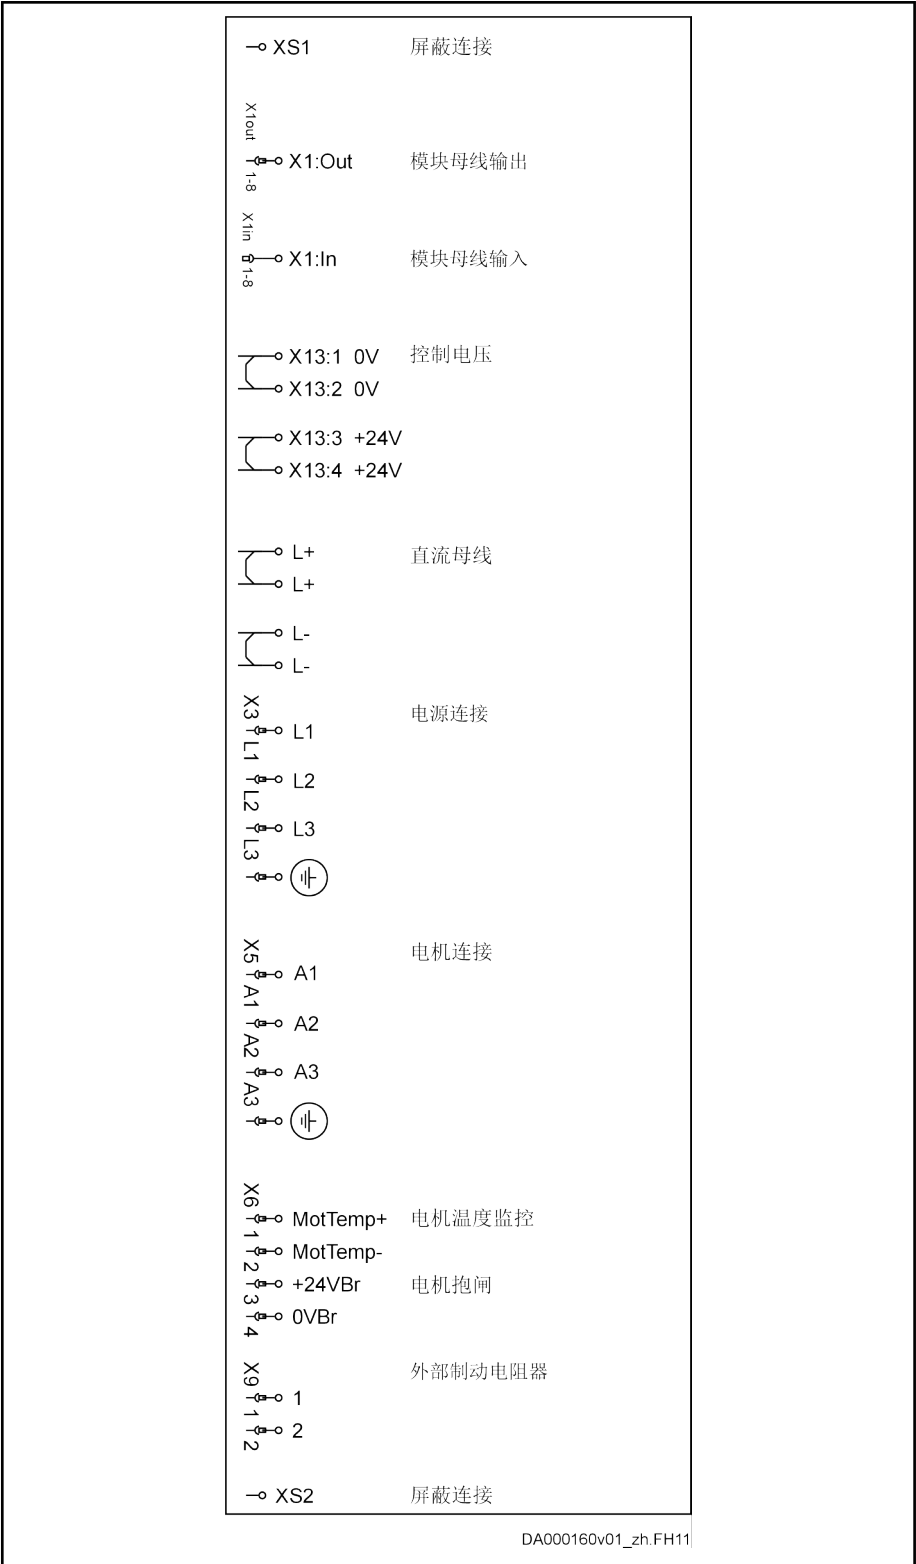 XS1 屏蔽连接
X1out
X1:Out 模块母线输出
1-8
X1in
X1:In 模块母线输入
1-8
X13:1 0V 控制电压
X13:2 0V
X13:3 +24V
X13:4 +24V
L+ 直流母线
L+
L-
L-
X3 电源连接
L1
L1
L2
L2
L3
L3
X5 电机连接
A1
A1
A2
A2
A3
A3
X6
MotTemp+ 电机温度监控
1
MotTemp-
2
+24VBr 电机抱闸
3
0VBr
4
X9 外部制动电阻器
1
1
2
2
XS2 屏蔽连接
DA000160v01_zh.FH11